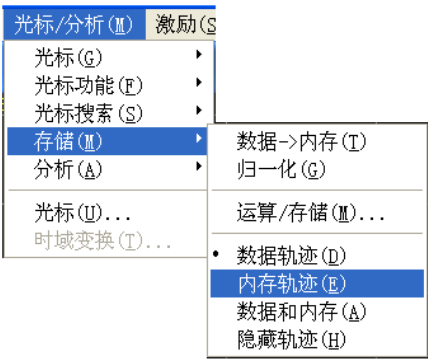 光标/分析(M) 激励(S
光标(G)
光标功能(F)
光标搜索(S)
存储(M)
分析(A)
光标(U)...
时域变换(T)...
数据->内存(T)
归一化(G)
运算/存储(M)...
数据轨迹(D)
内存轨迹(E)
数据和内存(A)
隐藏轨迹(H)